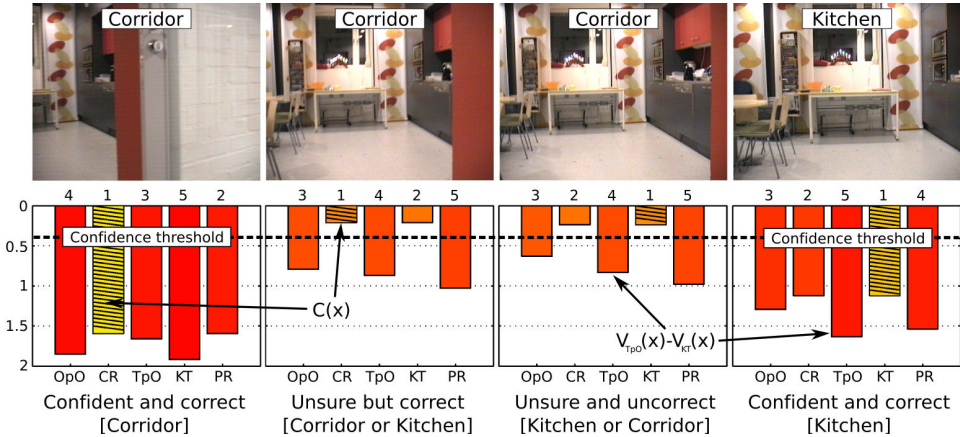 Corridor Corridor Corridor Kitchen
4 1 3 5 2 3 1 4 2 5 3 2 4 1 5 3 2 5 1 4
0
Confidence threshold Confidence threshold
0.5
1
C(x)
1.5
V_TpO(x)-V_KT(x)
2
OpO CR TpO KT PR OpO CR TpO KT PR OpO CR TpO KT PR OpO CR TpO KT PR
Confident and correct Unsure but correct Unsure and uncorrect Confident and correct
[Corridor] [Corridor or Kitchen] [Kitchen or Corridor] [Kitchen]